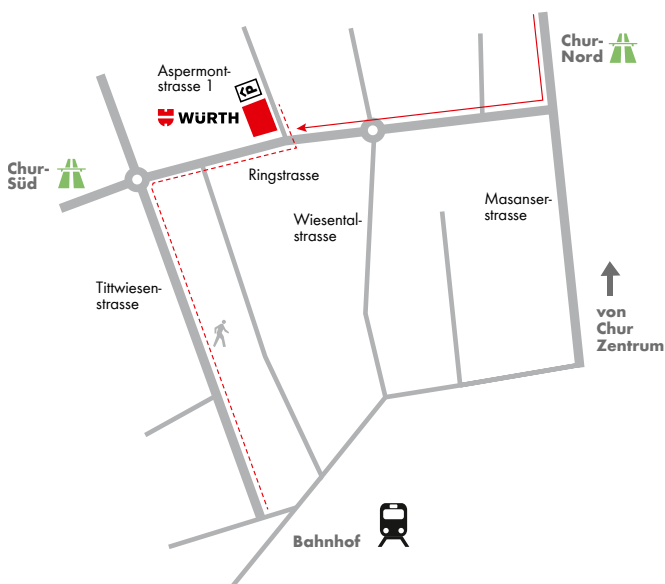 Chur-
Nord
Aspermont-
strasse 1
P
WÜRTH
Chur-
Süd
Ringstrasse
Masanser-
strasse
Wiesental-
strasse
Tittwiesen-
strasse
von
Chur
Zentrum
Bahnhof